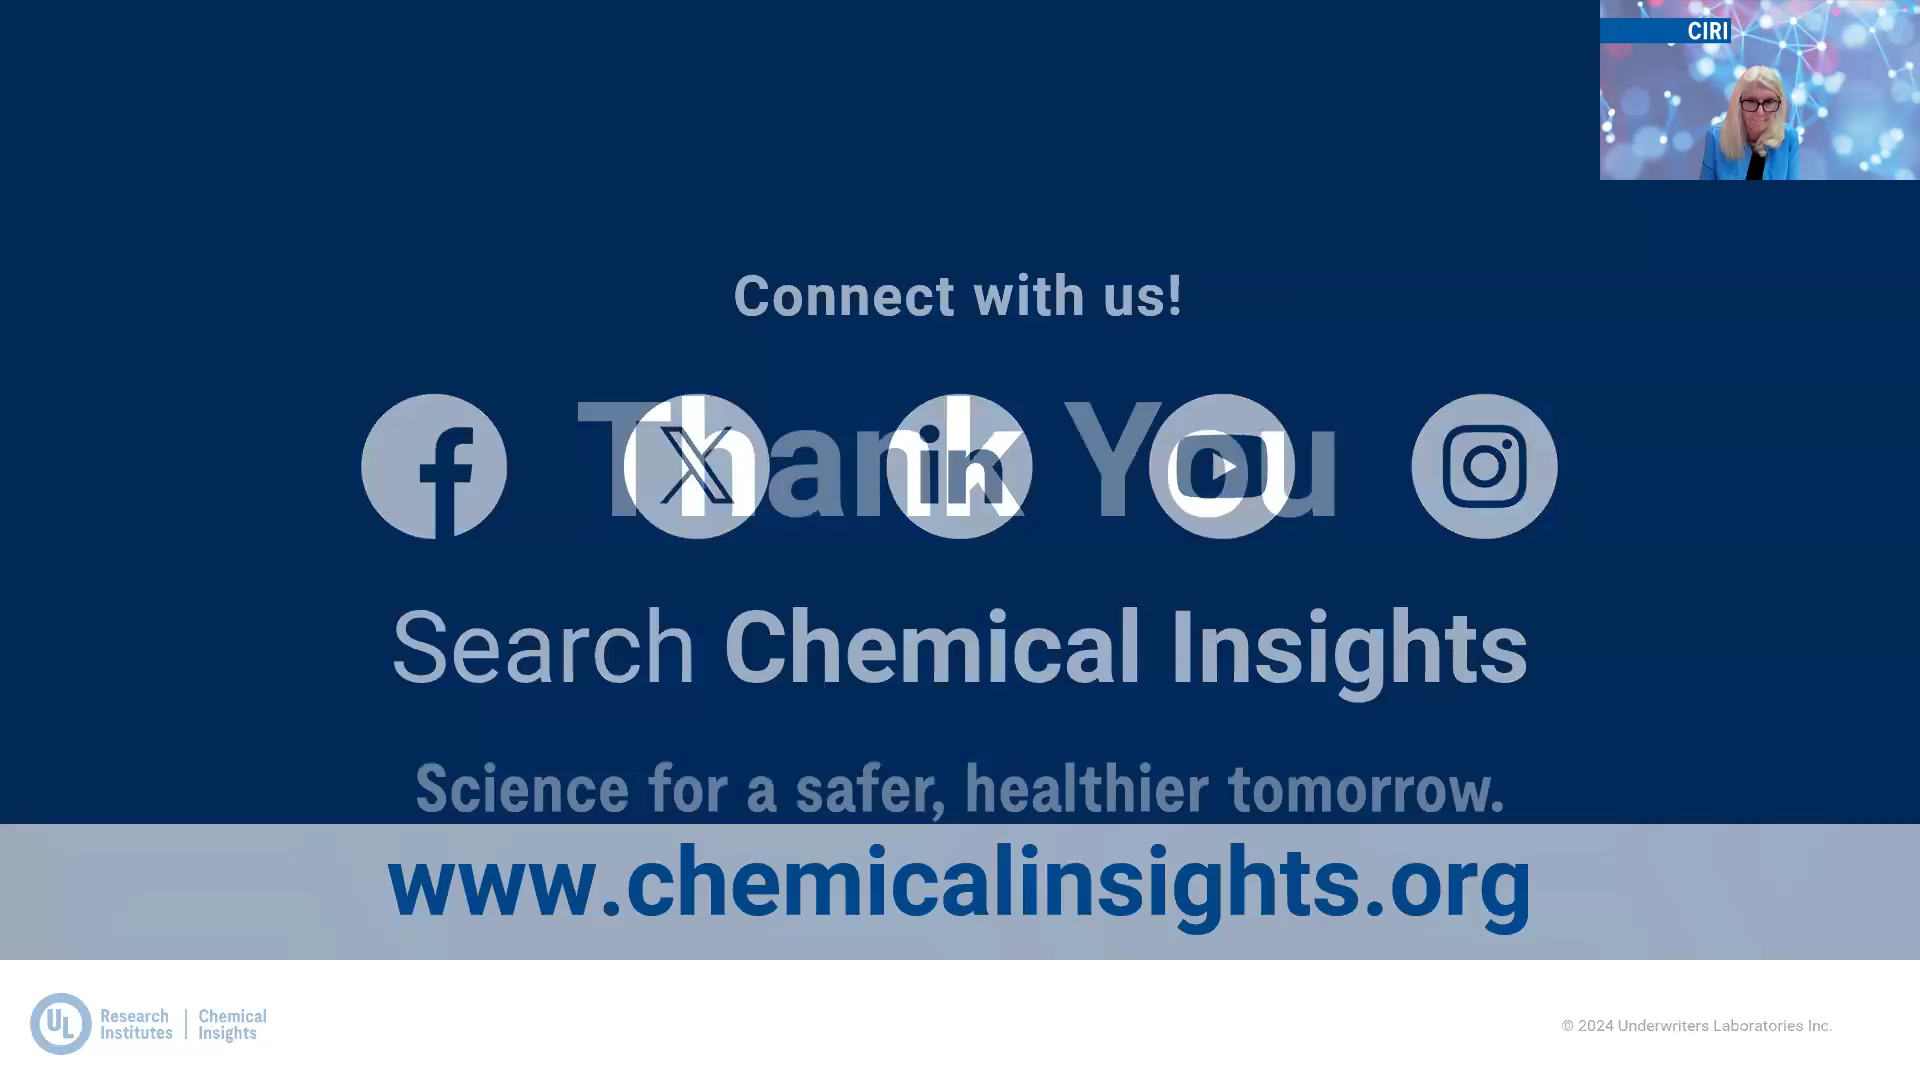 CIRI
Connect with us!
Thank You
Search Chemical Insights
Science for a safer, healthier tomorrow.
www.chemicalinsights.org
UL Research Institutes | Chemical Insights
© 2024 Underwriters Laboratories Inc.